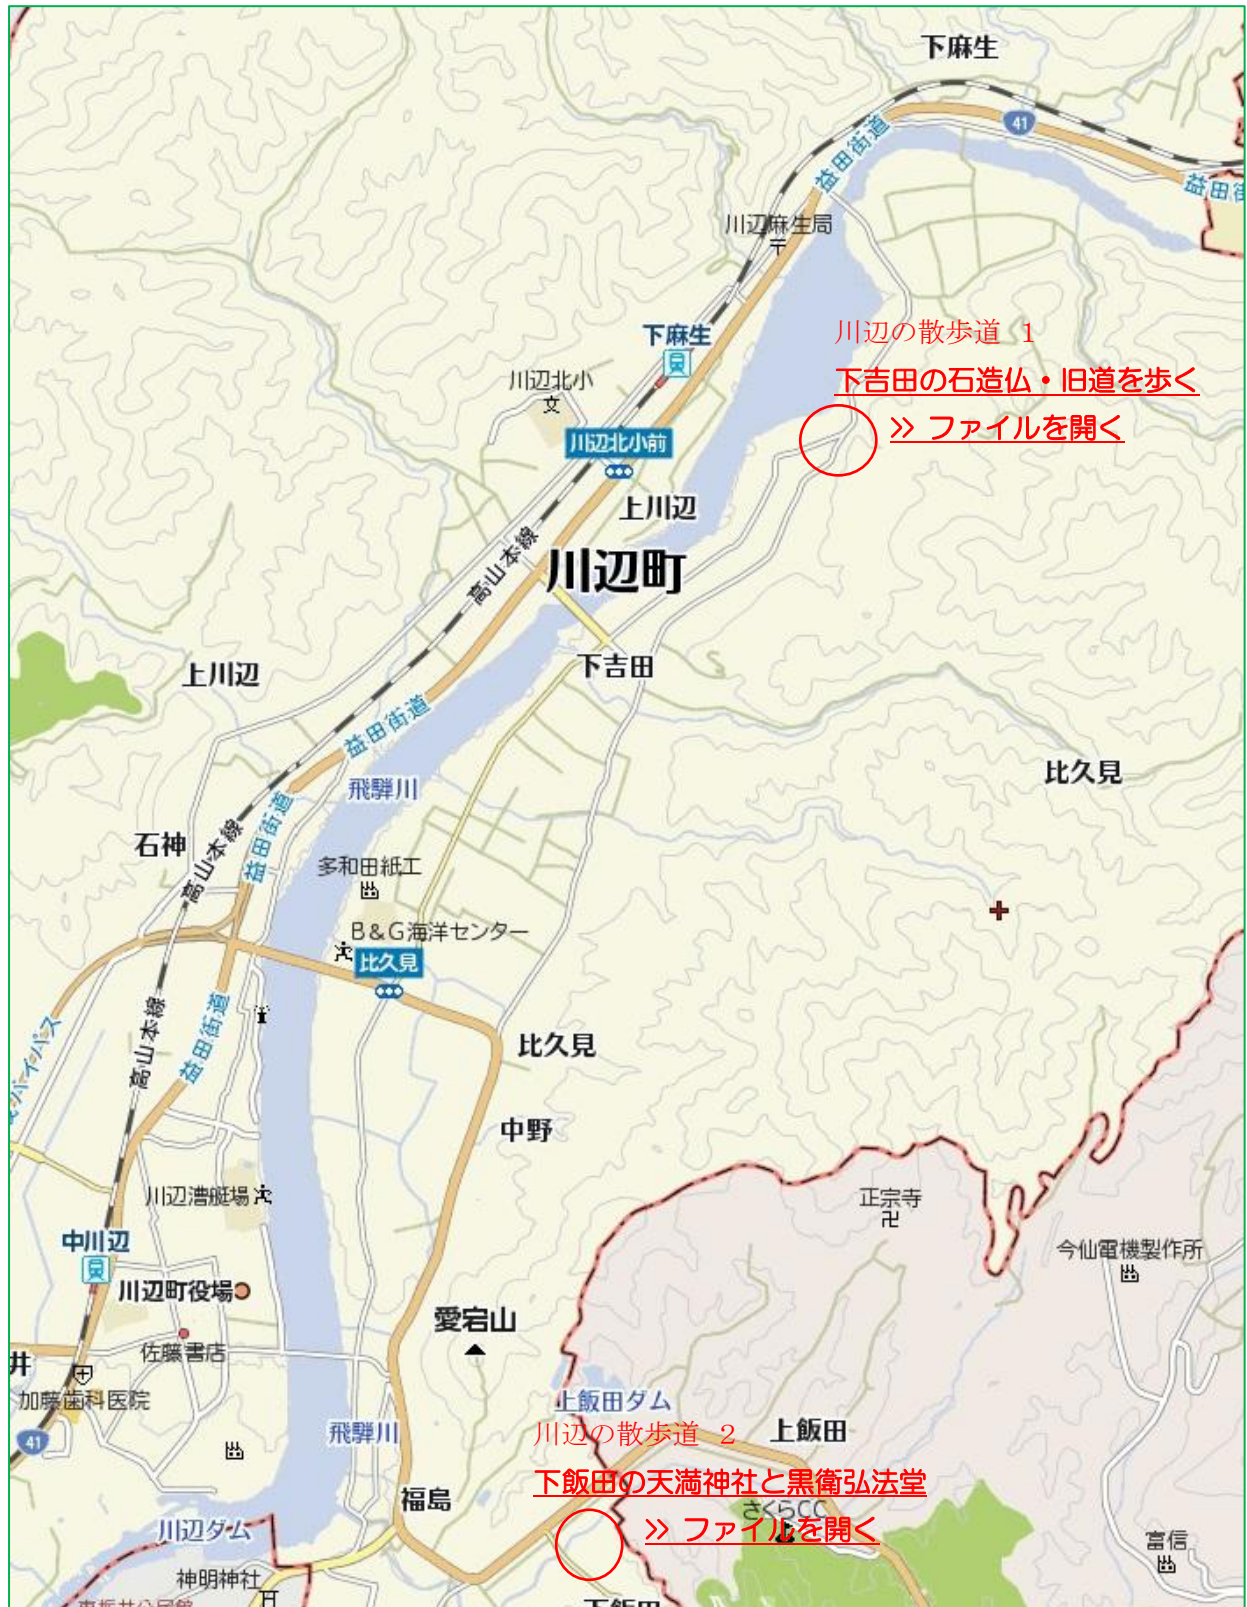 下麻生
41
益田街道
益田街
川辺麻生局
川辺の散歩道 1
下麻生
下吉田の石造仏・旧道を歩く
川辺北小
文
>> ファイルを開く
川辺北小前
上川辺
高山本線
川辺町
下吉田
上川辺
益田街道
比久見
飛騨川
益田街道
石神
高山本線
多和田紙工
B&G海洋センター
比久見
益田街道
高山本線
バイパス
比久見
中野
川辺漕艇場
正宗寺
中川辺
今仙電機製作所
川辺町役場
愛宕山
佐藤書店
井
加藤歯科医院
上飯田ダム
飛騨川
川辺の散歩道 2
上飯田
41
下飯田の天満神社と黒衛弘法堂
福島
さくらCC
>> ファイルを開く
川辺ダム
富信
神明神社
下飯田